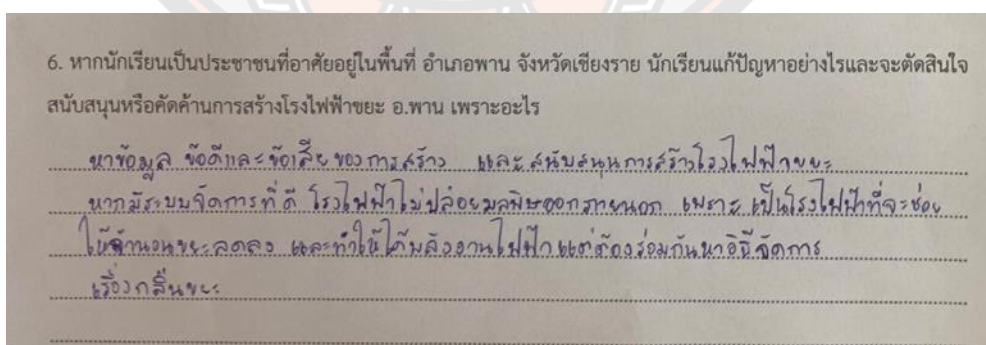 6. หากนักเรียนเป็นประชาชนที่อาศัยอยู่ในพื้นที่ อำเภอพาน จังหวัดเชียงราย นักเรียนแก้ปัญหาอย่างไรและจะตัดสินใจ
สนับสนุนหรือคัดค้านการสร้างโรงไฟฟ้าขยะ อ.พาน เพราะอะไร
หาข้อมูล ข้อดีและข้อเสียของการสร้าง และสนับสนุนการสร้างโรงไฟฟ้าขยะ
หากมีระบบจัดการที่ดี โรงไฟฟ้าไม่ปล่อยมลพิษออกภายนอก เพราะ เป็นโรงไฟฟ้าที่จะช่วย
ให้จำนวนขยะลดลง และทำให้ได้พลังงานไฟฟ้า แต่ต้องร่วมกันหาวิธีจัดการ
เรื่องกลิ่นขยะ